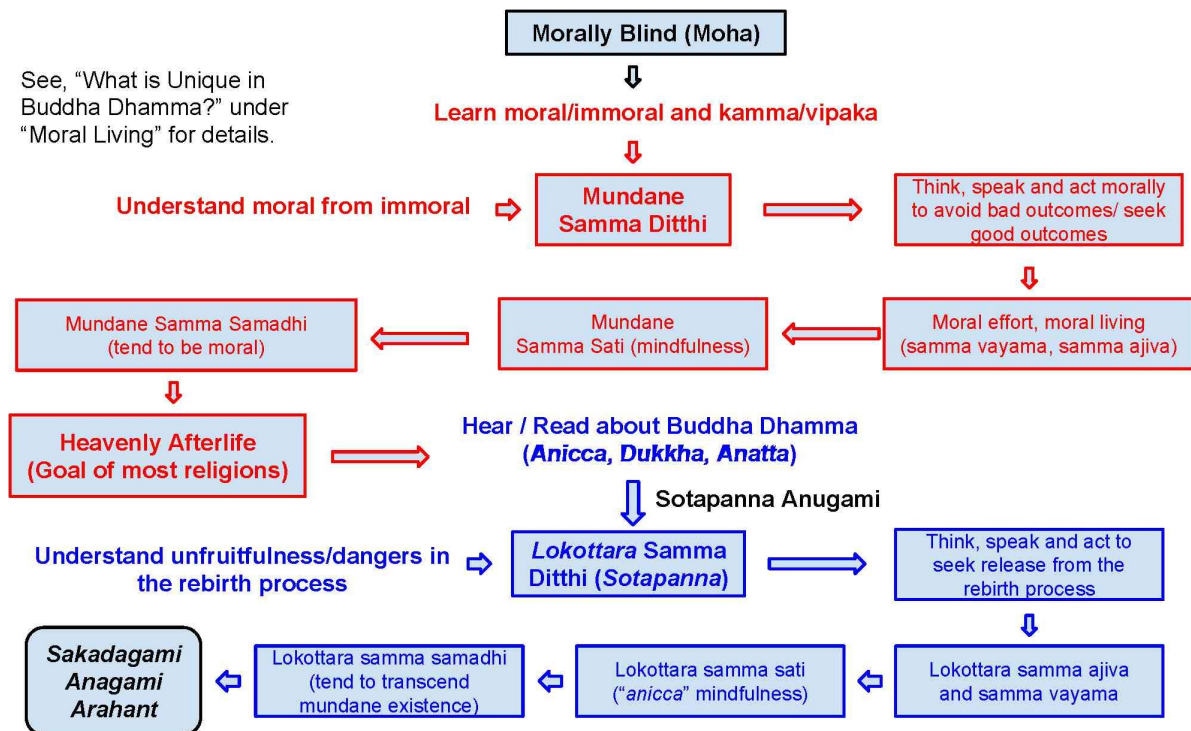 Morally Blind (Moha)
See, “What is Unique in
Buddha Dhamma?” under
“Moral Living” for details.
Learn moral/immoral and kamma/vipaka
Understand moral from immoral
Mundane
Samma Ditthi
Think, speak and act morally
to avoid bad outcomes/ seek
good outcomes
Moral effort, moral living
(samma vayama, samma ajiva)
Mundane
Samma Sati (mindfulness)
Mundane Samma Samadhi
(tend to be moral)
Heavenly Afterlife
(Goal of most religions)
Hear / Read about Buddha Dhamma
(Anicca, Dukkha, Anatta)
Sotapanna Anugami
Understand unfruitfulness/dangers in
the rebirth process
Lokottara Samma
Ditthi (Sotapanna)
Think, speak and act to
seek release from the
rebirth process
Lokottara samma ajiva
and samma vayama
Lokottara samma sati
(“anicca” mindfulness)
Lokottara samma samadhi
(tend to transcend
mundane existence)
Sakadagami
Anagami
Arahant